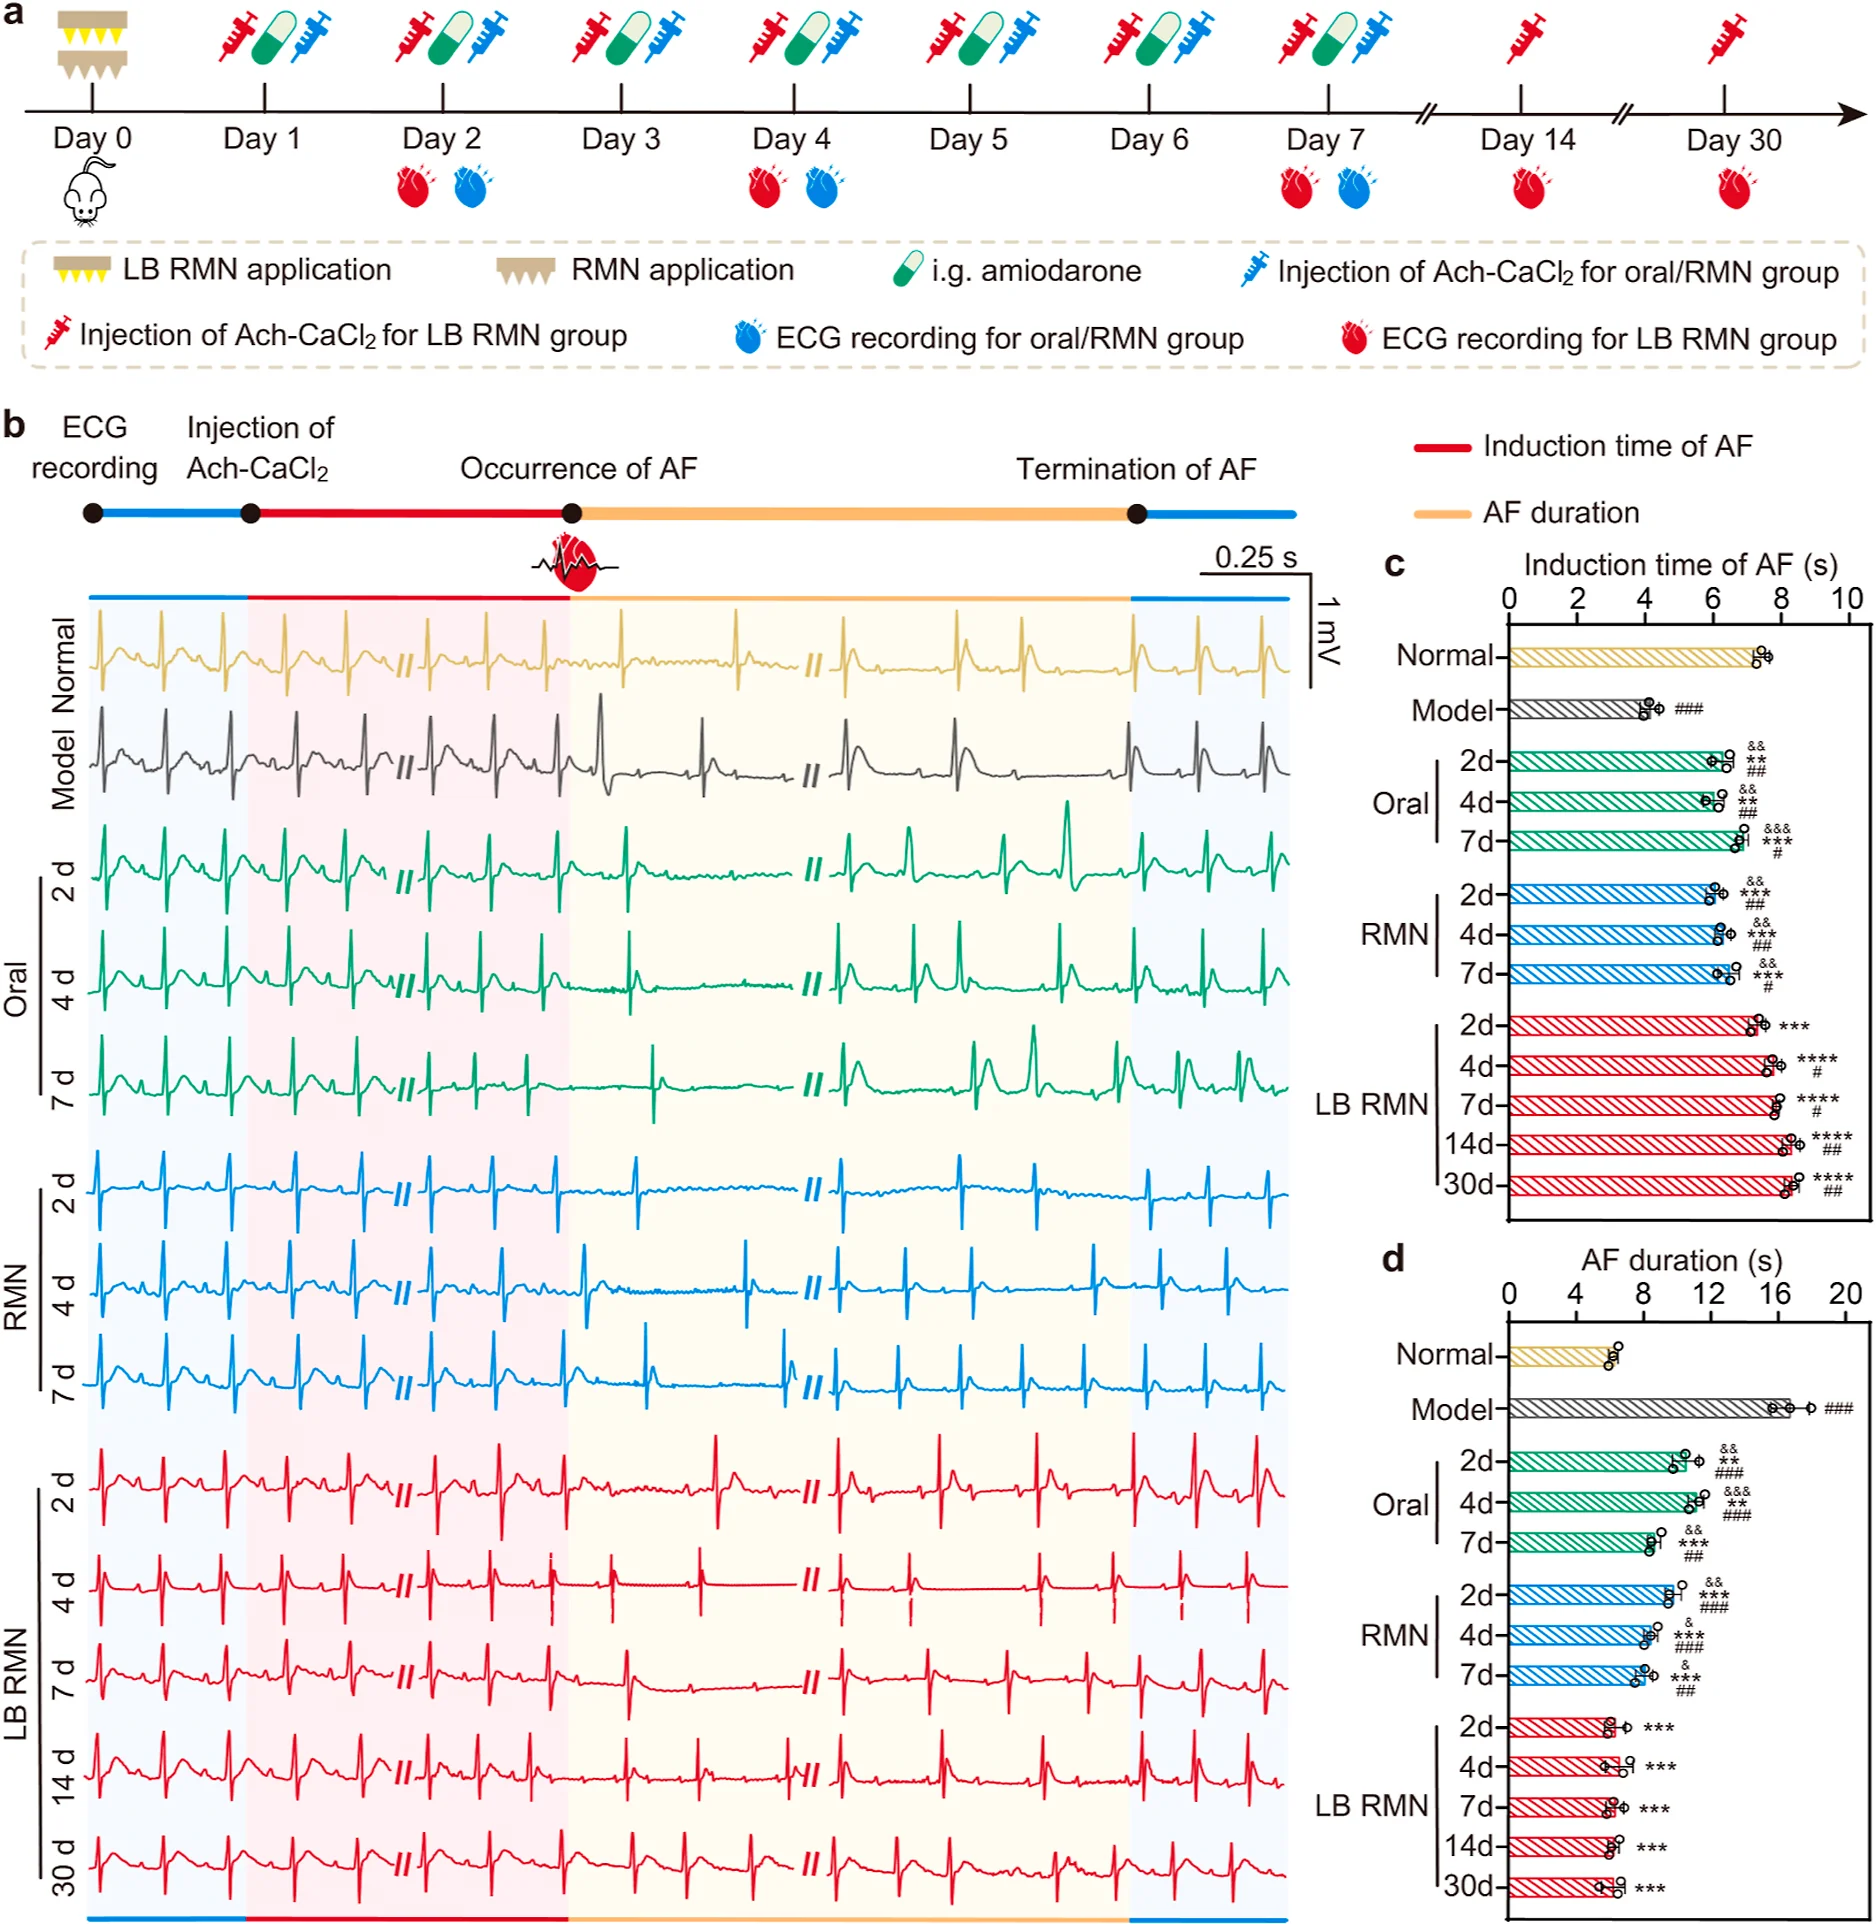 a
Day 0 Day 1 Day 2 Day 3 Day 4 Day 5 Day 6 Day 7 Day 14 Day 30
LB RMN application RMN application i.g. amiodarone Injection of Ach-CaCl2 for oral/RMN group
Injection of Ach-CaCl2 for LB RMN group ECG recording for oral/RMN group ECG recording for LB RMN group
b
ECG
recording
Injection of
Ach-CaCl2
Occurrence of AF
Termination of AF
Induction time of AF
AF duration
0.25 s
1 mV
Normal
Model
Oral
2 d
4 d
7 d
RMN
2 d
4 d
7 d
LB RMN
2 d
4 d
7 d
14 d
30 d
c
Induction time of AF (s)
0 2 4 6 8 10
Normal
Model ###
Oral
2d && ** ##
4d && ** ##
7d &&& *** #
RMN
2d && *** ##
4d && *** ##
7d && *** #
LB RMN
2d ***
4d **** #
7d **** #
14d **** ##
30d **** ##
d
AF duration (s)
0 4 8 12 16 20
Normal
Model ###
Oral
2d && ** ###
4d &&& ** ###
7d && *** ##
RMN
2d && *** ###
4d & *** ###
7d & *** ##
LB RMN
2d ***
4d ***
7d ***
14d ***
30d ***